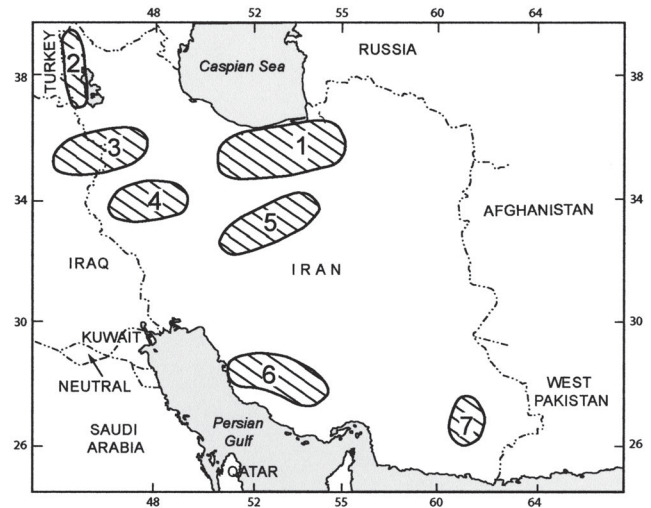 48 52 55 60 64
TURKEY
RUSSIA
Caspian Sea
2
38 38
3
1
34 34
4
5
AFGHANISTAN
IRAQ
IRAN
30 30
KUWAIT
NEUTRAL
6
WEST
PAKISTAN
SAUDI
ARABIA
Persian
Gulf
7
26 26
QATAR
48 52 55 60 64